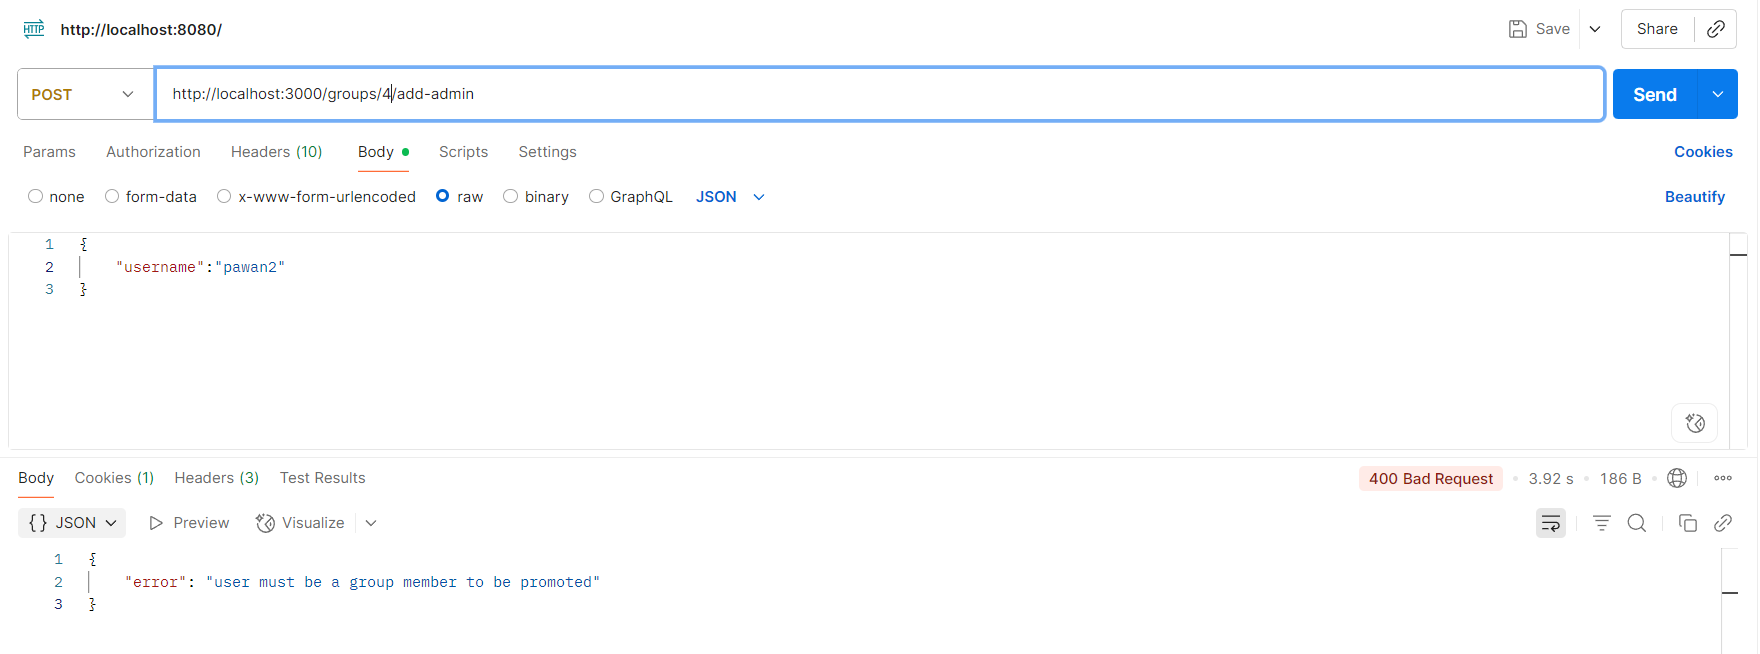 HTTP http://localhost:8080/ Save Share
POST http://localhost:3000/groups/4/add-admin Send
Params Authorization Headers (10) Body Scripts Settings Cookies
none form-data x-www-form-urlencoded raw binary GraphQL JSON Beautify
1 {
2 "username":"pawan2"
3 }
Body Cookies (1) Headers (3) Test Results 400 Bad Request • 3.92 s • 186 B •
{} JSON Preview Visualize
1 {
2 "error": "user must be a group member to be promoted"
3 }